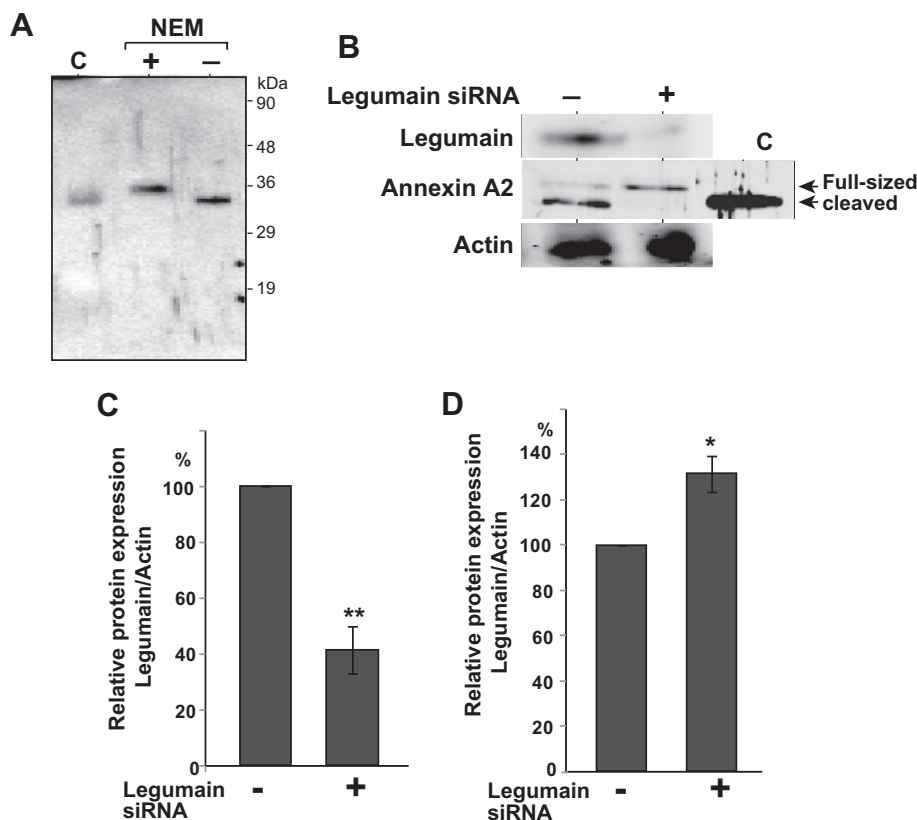 A
NEM
C + –
kDa
90
48
36
29
19
B
Legumain siRNA – +
Legumain
C
Annexin A2
Full-sized
cleaved
Actin
C
%
100
80
60
40
20
0
Relative protein expression
Legumain/Actin
**
Legumain
siRNA
- +
D
%
140
120
100
80
60
40
20
0
Relative protein expression
Legumain/Actin
*
Legumain
siRNA
- +